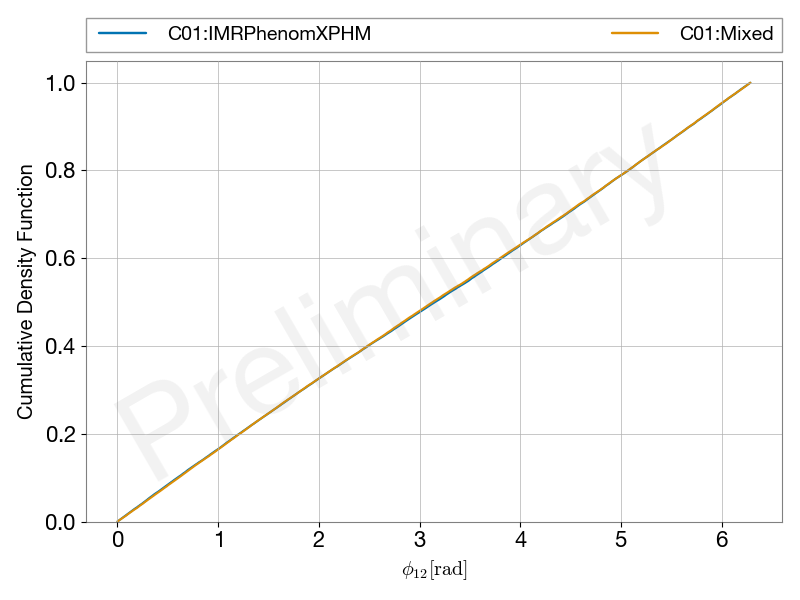 C01:IMRPhenomXPHM C01:Mixed
1.0
0.8
0.6
0.4
0.2
0.0
Cumulative Density Function
Preliminary
0 1 2 3 4 5 6
ϕ₁₂[rad]